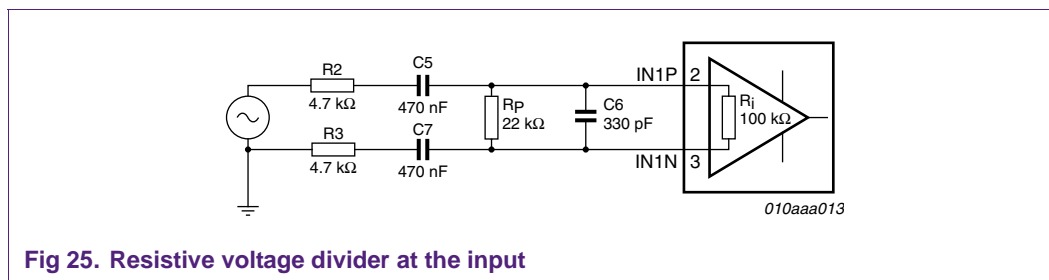 R2
4.7 kΩ
C5
470 nF
RP
22 kΩ
C6
330 pF
IN1P
2
Ri
100 kΩ
R3
4.7 kΩ
C7
470 nF
IN1N
3
010aaa013
Fig 25. Resistive voltage divider at the input